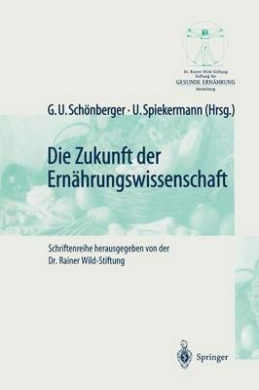 Dr. Rainer Wild-Stiftung
Stiftung für
GESUNDE ERNÄHRUNG
Heidelberg
G. U. Schönberger · U. Spiekermann (Hrsg.)
Die Zukunft der
Ernährungswissenschaft
Schriftenreihe herausgegeben von der
Dr. Rainer Wild-Stiftung
Springer